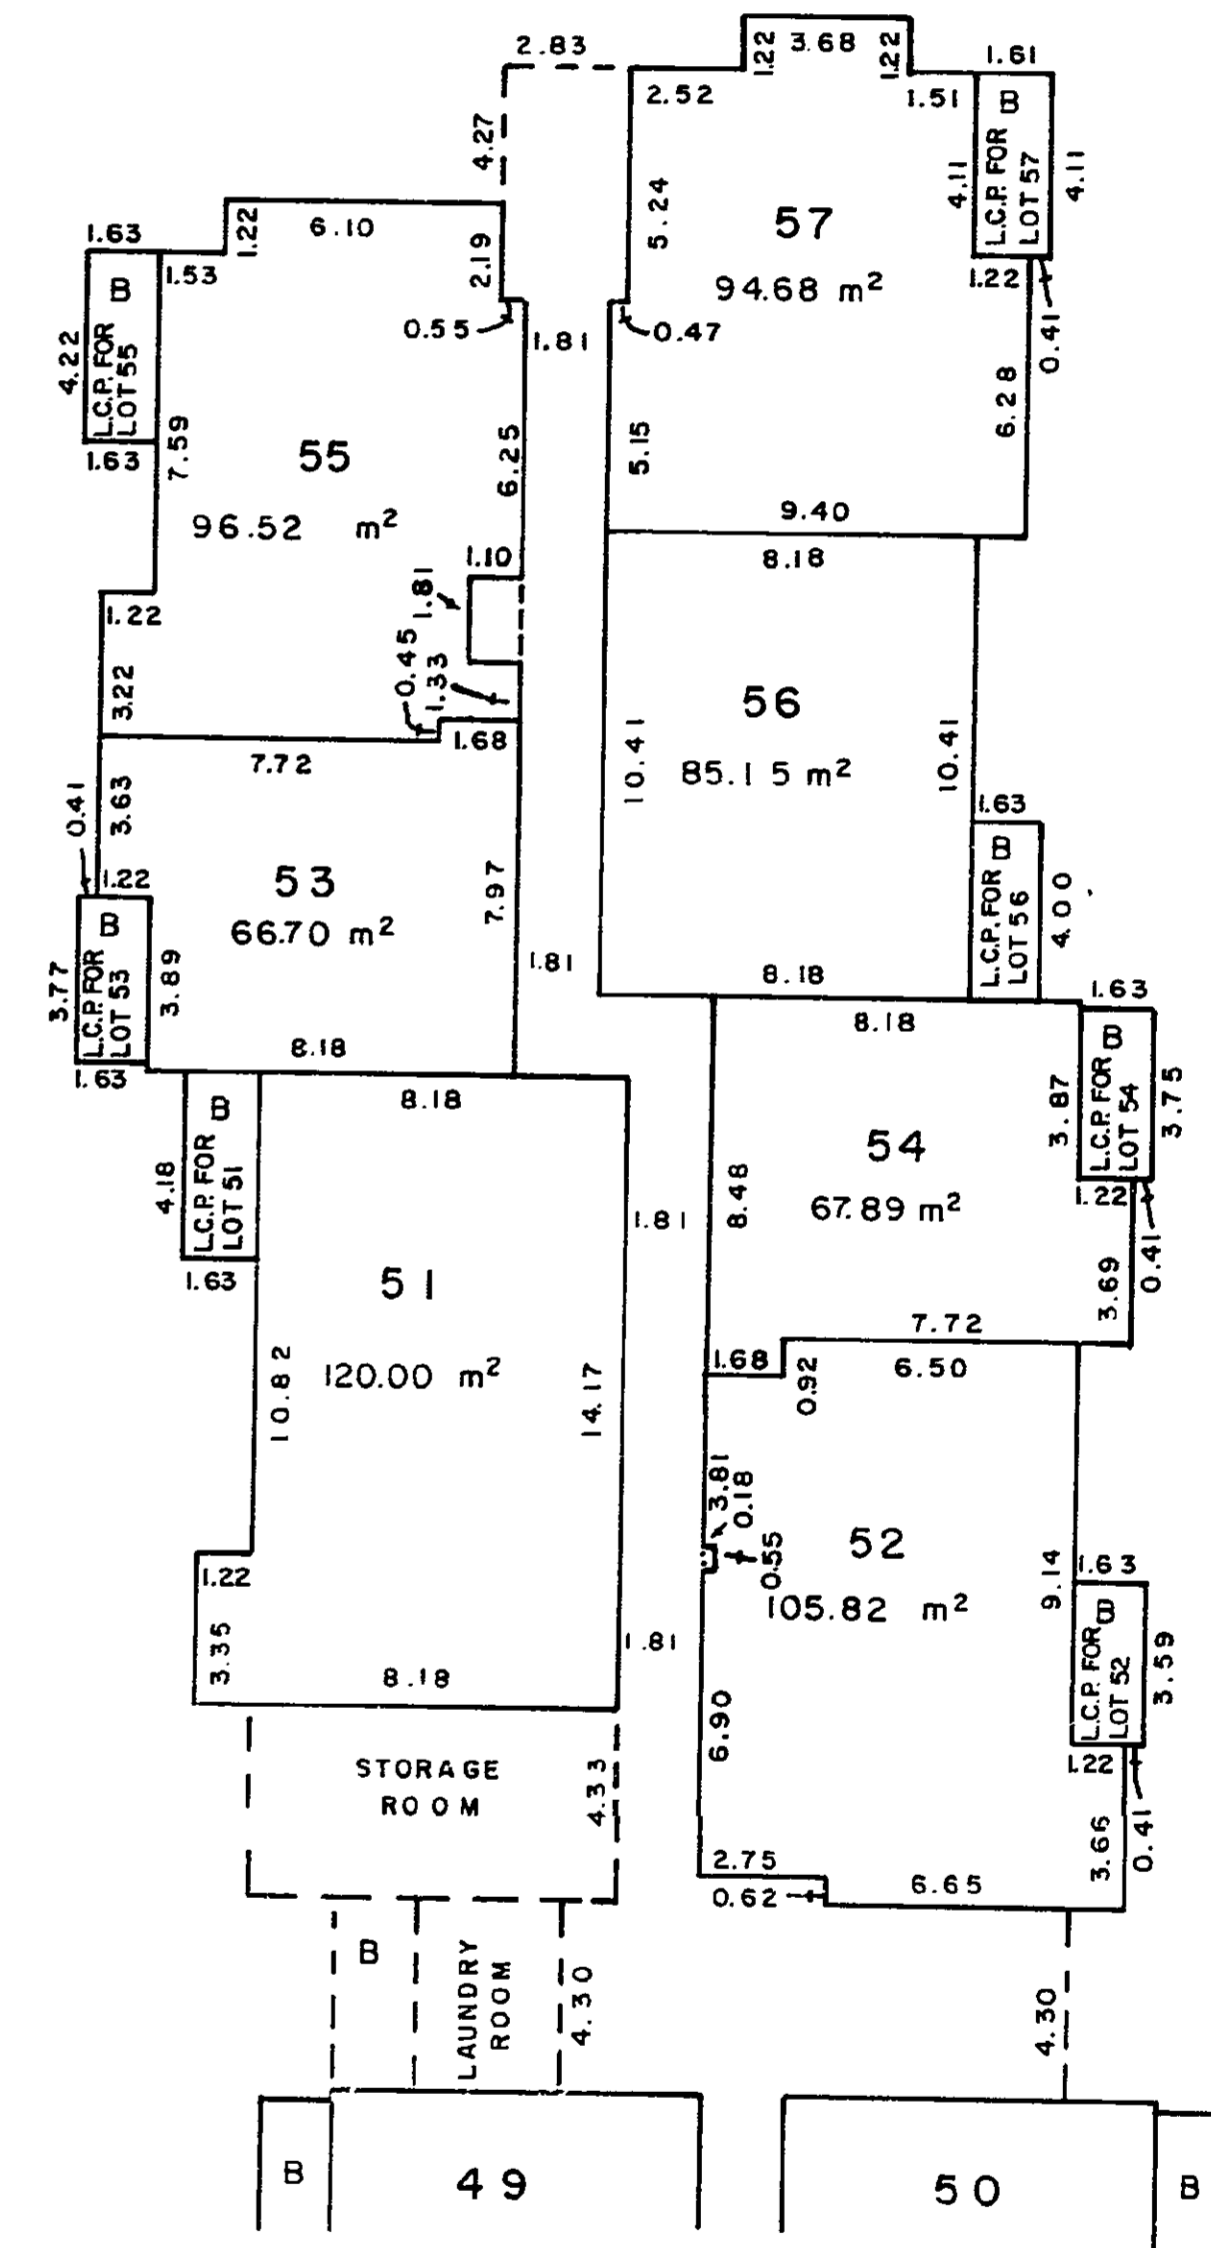 2.83
1.22
3.68
1.22
1.61
2.52
1.51
B
L.C.P. FOR
LOT 57
4.11
4.11
4.27
5.24
57
94.68 m²
1.22
0.41
0.47
6.28
5.15
9.40
6.10
1.22
1.63
1.53
2.19
0.55
1.81
B
L.C.P. FOR
LOT 55
4.22
1.63
7.59
55
96.52 m²
6.25
1.10
1.81
0.45
1.33
1.22
3.22
1.68
7.72
8.18
56
85.15 m²
10.41
10.41
1.63
B
L.C.P. FOR
LOT 56
4.00
8.18
0.41
3.63
1.22
53
66.70 m²
7.97
B
L.C.P. FOR
LOT 53
3.77
3.89
1.63
8.18
1.81
8.18
1.63
B
L.C.P. FOR
LOT 54
3.87
3.75
54
67.89 m²
8.48
1.22
0.41
3.69
7.72
1.68
8.18
B
L.C.P. FOR
LOT 51
4.18
1.63
51
120.00 m²
1.81
10.82
14.17
1.22
3.35
8.18
1.81
6.50
0.92
3.81
0.18
0.55
52
105.82 m²
9.14
1.63
B
L.C.P. FOR
LOT 52
3.59
1.22
0.41
3.66
6.90
2.75
0.62
6.65
STORAGE
ROOM
4.33
B
LAUNDRY
ROOM
4.30
4.30
B
49
50
B